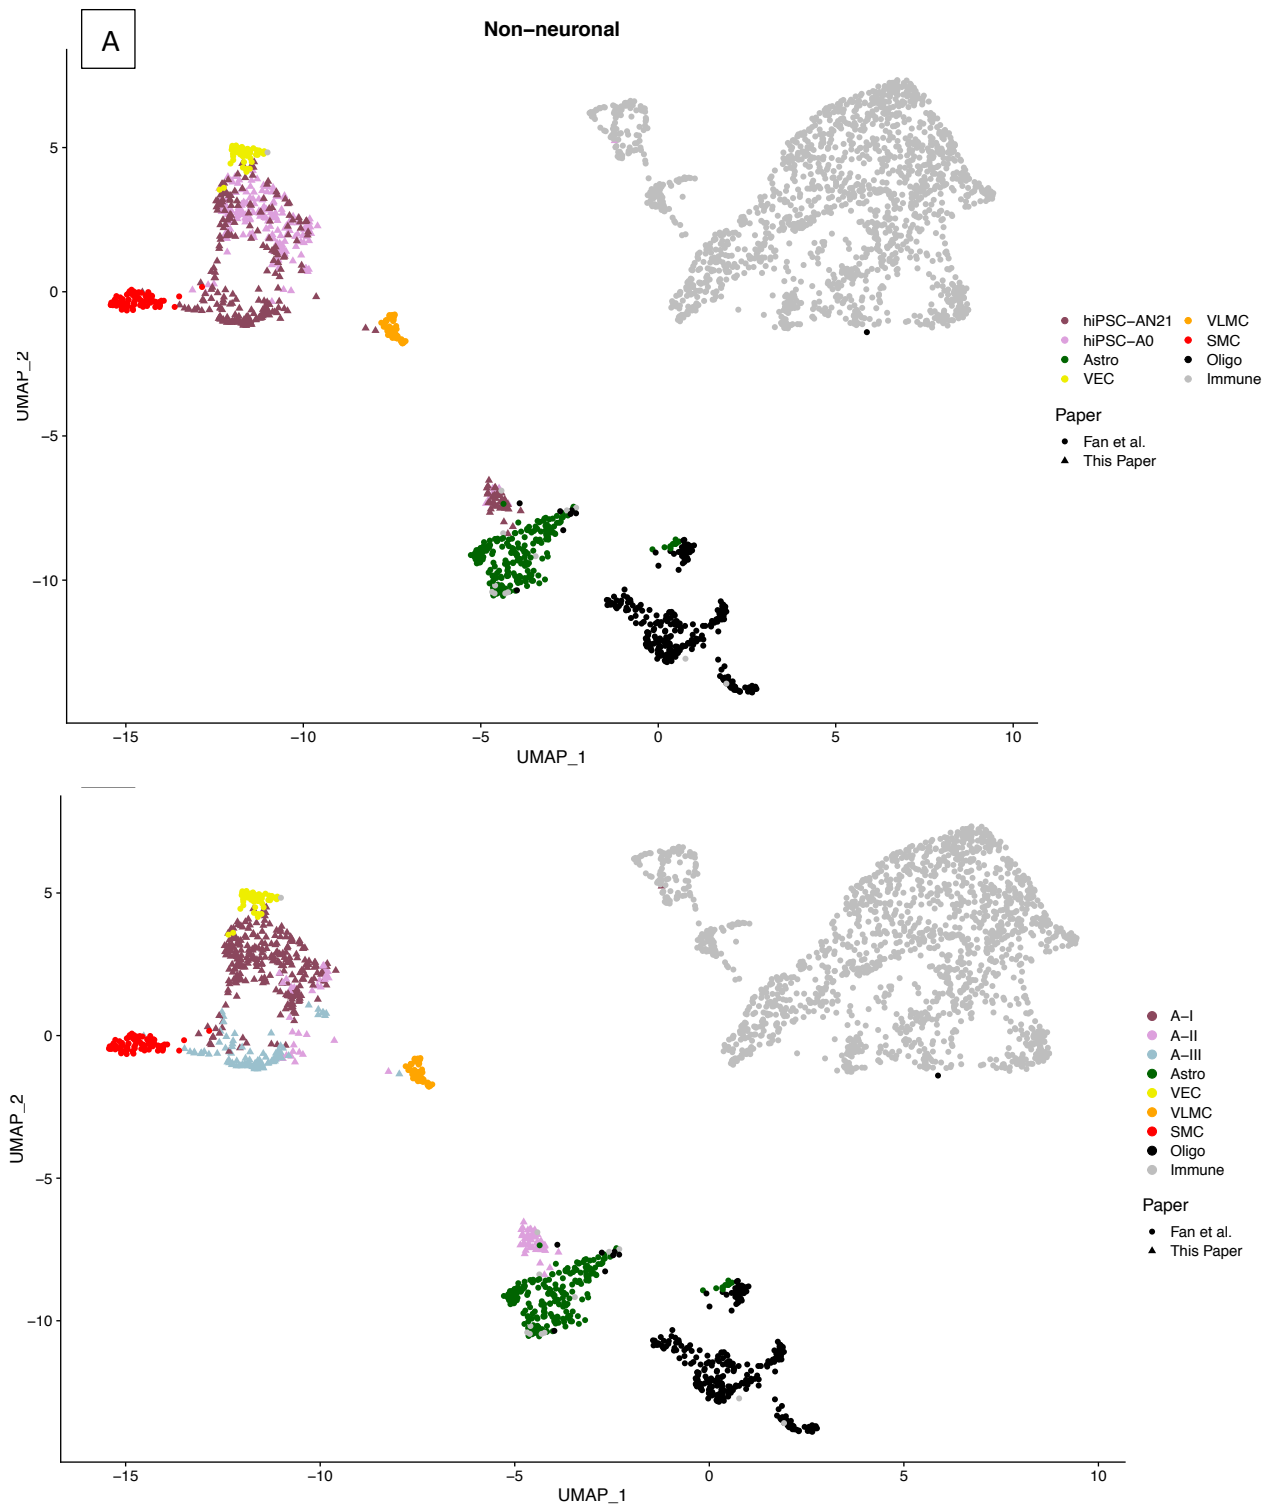 A
Non−neuronal
5
0
−5
−10
UMAP_2
−15
−10
−5
0
5
10
UMAP_1
hiPSC−AN21
hiPSC−A0
Astro
VEC
VLMC
SMC
Oligo
Immune
Paper
Fan et al.
This Paper
5
0
−5
−10
UMAP_2
−15
−10
−5
0
5
10
UMAP_1
A−I
A−II
A−III
Astro
VEC
VLMC
SMC
Oligo
Immune
Paper
Fan et al.
This Paper